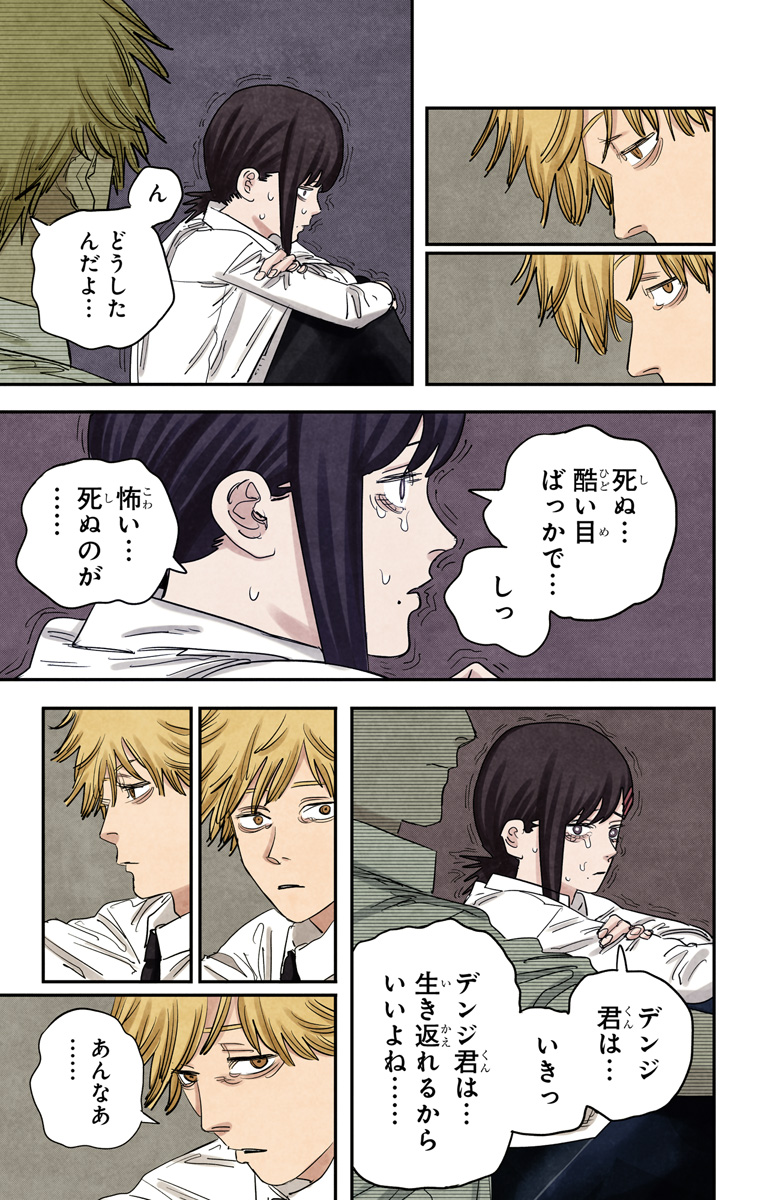 ん
どうした
んだよ…
死ぬ…
酷い目
ばっかで…
しっ
怖い…
死ぬのが
……
デンジ
君は…
いきっ
デンジ君は…
生き返れるから
いいよね……
あんなあ
……